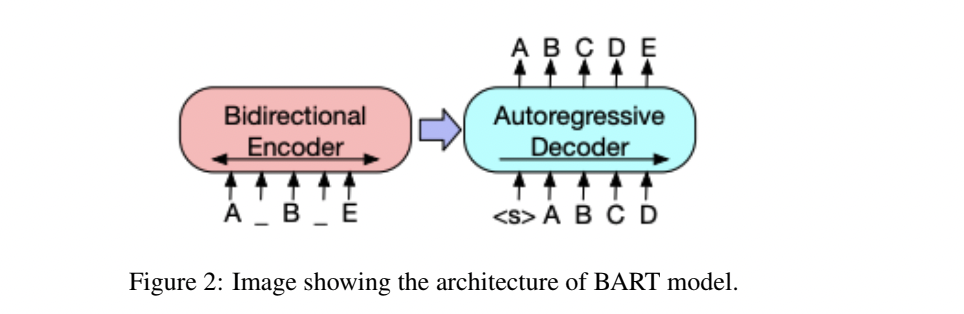 A B C D E
Bidirectional
Encoder
Autoregressive
Decoder
A _ B _ E
<s> A B C D
Figure 2: Image showing the architecture of BART model.